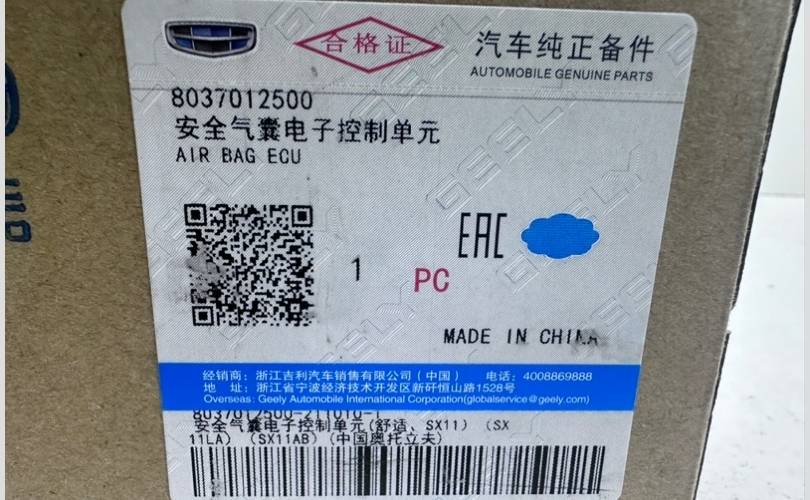 合格证
汽车纯正备件
AUTOMOBILE GENUINE PARTS
8037012500
安全气囊电子控制单元
AIR BAG ECU
EAC
1 PC
MADE IN CHINA
经销商：浙江吉利汽车销售有限公司（中国） 电话：4008869888
地 址：浙江省宁波经济技术开发区新矸恒山路1528号
Overseas: Geely Automobile International Corporation(globalservice@geely.com)
8037012500-211010-1
安全气囊电子控制单元(舒适、SX11) (SX
11LA) (SX11AB) (中国奥托立夫)
GEELY